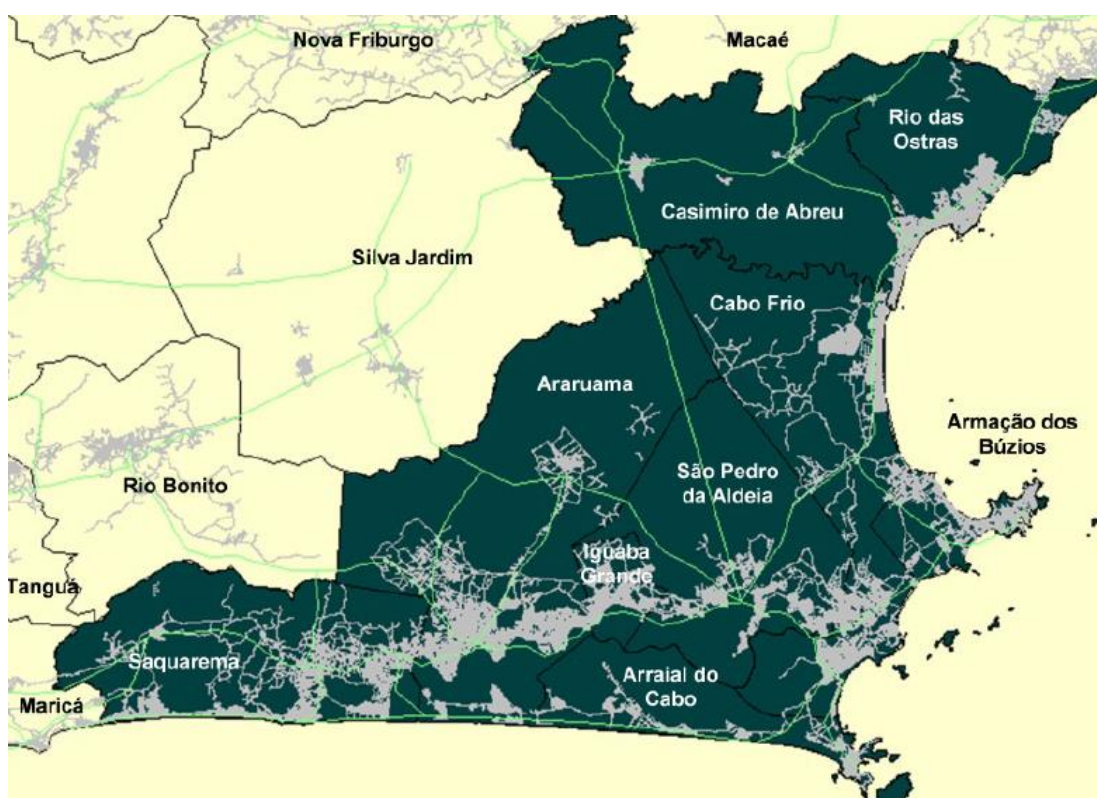 Nova Friburgo
Macaé
Rio das
Ostras
Casimiro de Abreu
Silva Jardim
Cabo Frio
Araruama
Armação dos
Búzios
São Pedro
da Aldeia
Rio Bonito
Iguaba
Grande
Tanguá
Saquarema
Arraial do
Cabo
Maricá